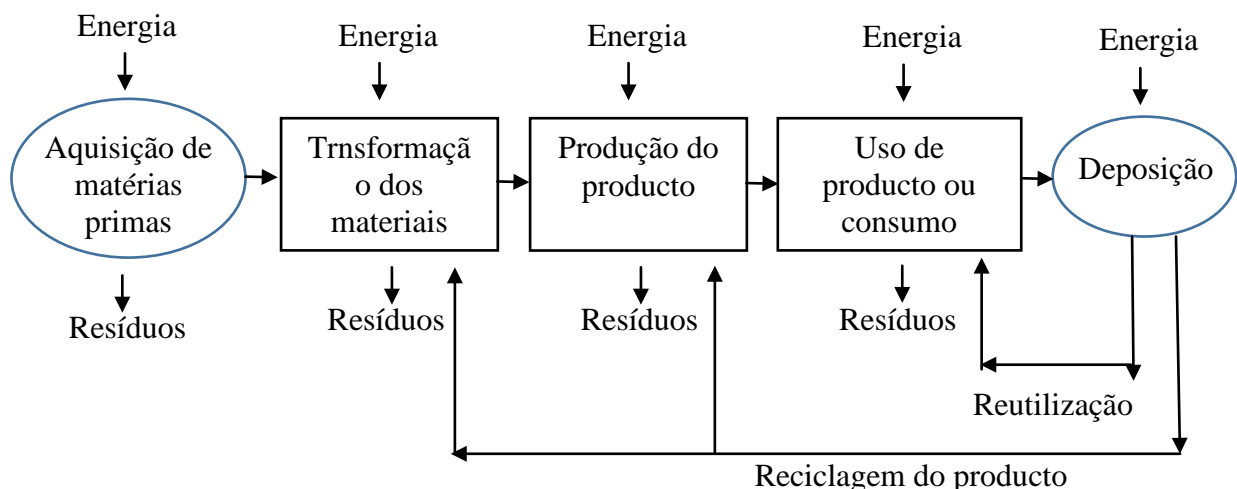 Energia
Energia
Energia
Energia
Energia
Aquisição de
matérias
primas
Trnsformaçã
o dos
materiais
Produção do
producto
Uso de
producto ou
consumo
Deposição
Resíduos
Resíduos
Resíduos
Resíduos
Reutilização
Reciclagem do producto